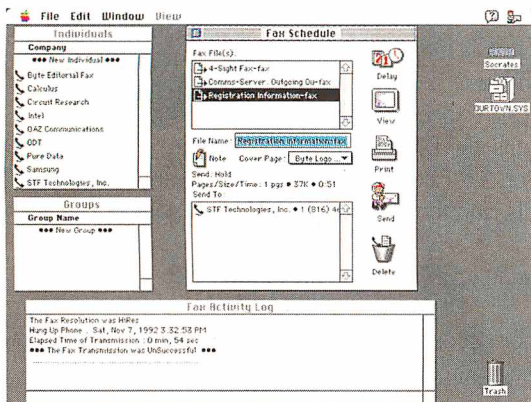 File Edit Window View
Individuals
Company
••• New Individual •••
Byte Editorial Fax
Calculus
Circuit Research
Intel
OAZ Communications
ODT
Pure Data
Samsung
STF Technologies, Inc.
Groups
Group Name
••• New Group •••
Fax Schedule
Fax File(s):
4-Sight Fax-fax
Comms-Server. Outgoing Qu-fax
Registration Information-fax
File Name: Registration Information-fax
Note Cover Page: Byte Logo ...
Send: Hold
Pages/Size/Time: 1 pgs • 37K • 0:51
Send To:
STF Technologies, Inc. • 1 (816)
Delay
View
Print
Send
Delete
Socrates
OURTOWN.SYS
Fax Activity Log
The Fax Resolution was HiRes
Hung Up Phone : Sat, Nov 7, 1992 3:32:53 PM
Elapsed Time of Transmission : 0 min, 54 sec
••• The Fax Transmission was UnSuccessful •••
Trash